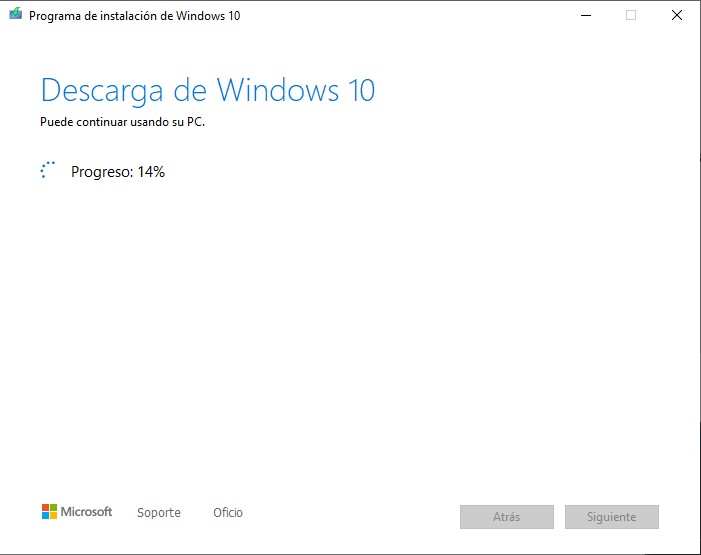 Programa de instalación de Windows 10
Descarga de Windows 10
Puede continuar usando su PC.
Progreso: 14%
Microsoft Soporte Oficio Atrás Siguiente